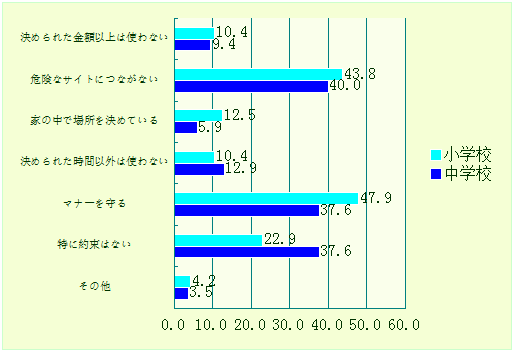 決められた金額以上は使わない
10.4
9.4
危険なサイトにつながない
43.8
40.0
家の中で場所を決めている
12.5
5.9
決められた時間以外は使わない
10.4
12.9
マナーを守る
47.9
37.6
特に約束はない
22.9
37.6
その他
4.2
3.5
0.0 10.0 20.0 30.0 40.0 50.0 60.0
小学校
中学校